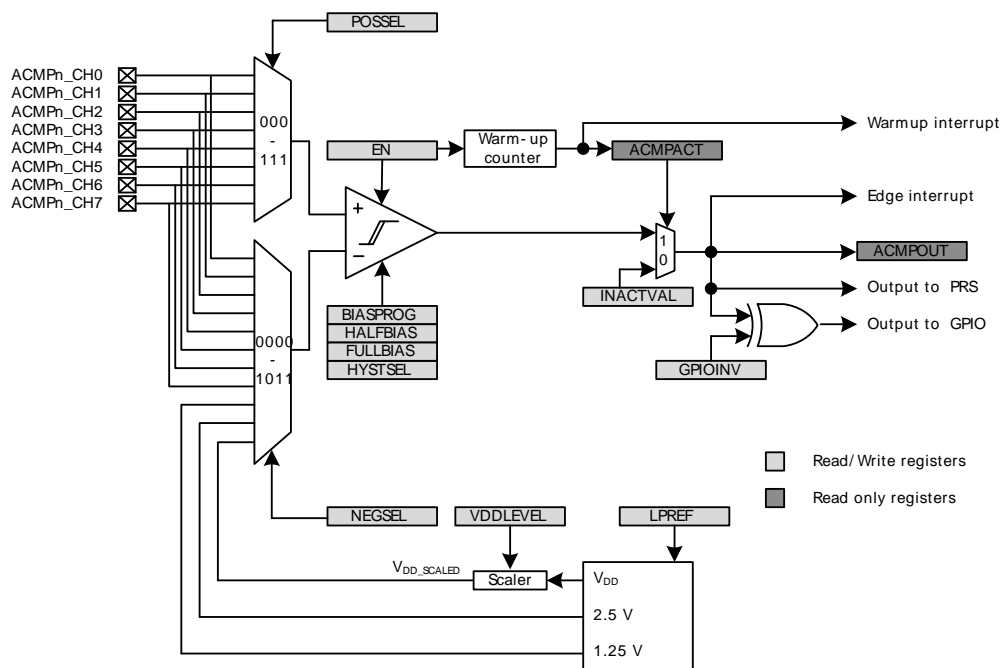 POSSEL
ACMPn_CH0
ACMPn_CH1
ACMPn_CH2
ACMPn_CH3
ACMPn_CH4
ACMPn_CH5
ACMPn_CH6
ACMPn_CH7
000
-
111
EN
Warm-up
counter
ACMPACT
Warmup interrupt
Edge interrupt
+
−
1
0
ACMPOUT
INACTVAL
Output to PRS
Output to GPIO
GPIOINV
BIASPROG
HALFBIAS
FULLBIAS
HYSTSEL
0000
-
1011
Read/Write registers
Read only registers
NEGSEL
VDDLEVEL
LPREF
VDD_SCALED
Scaler
VDD
2.5 V
1.25 V